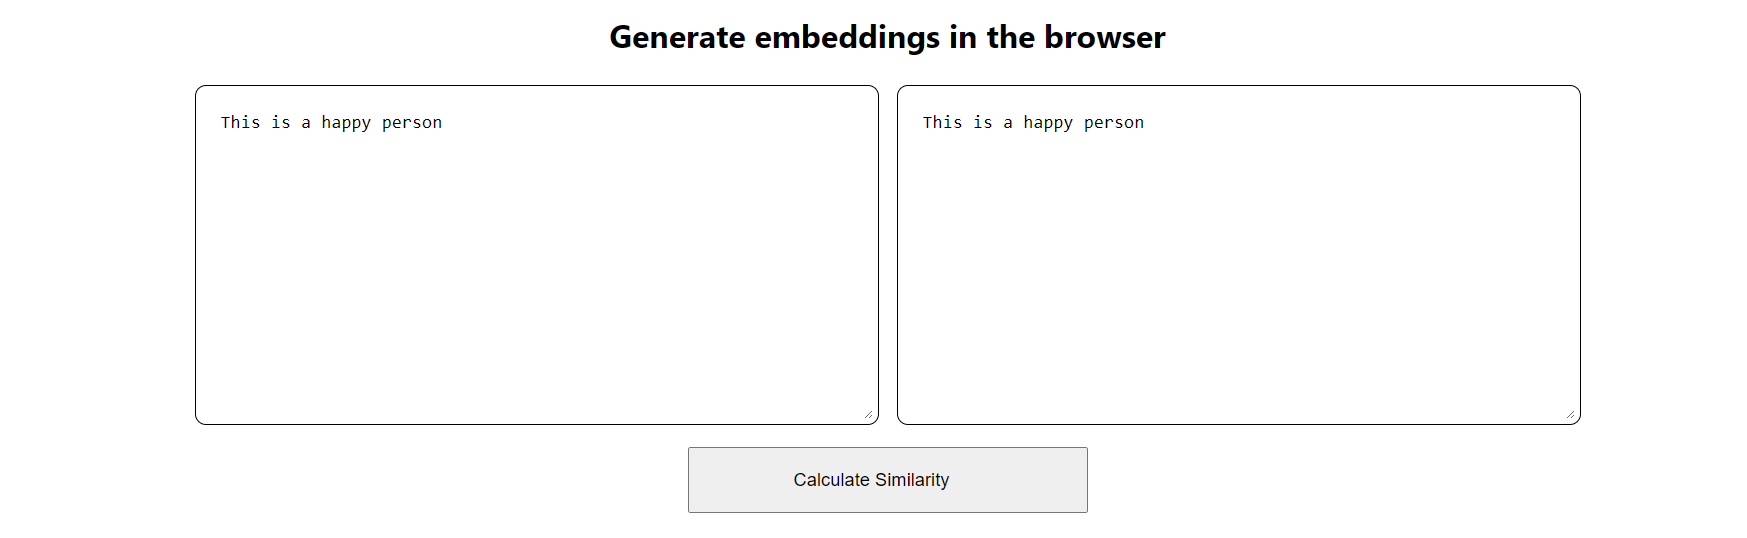 Generate embeddings in the browser
This is a happy person
This is a happy person
Calculate Similarity